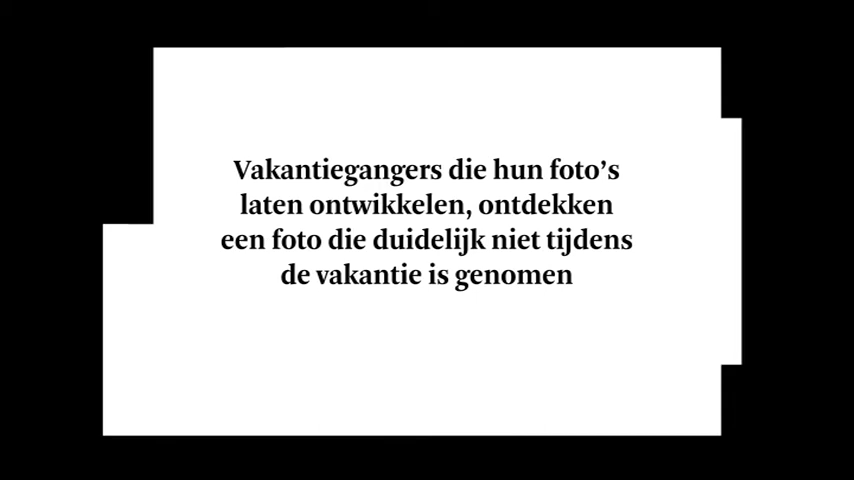 Vakantiegangers die hun foto’s
laten ontwikkelen, ontdekken
een foto die duidelijk niet tijdens
de vakantie is genomen